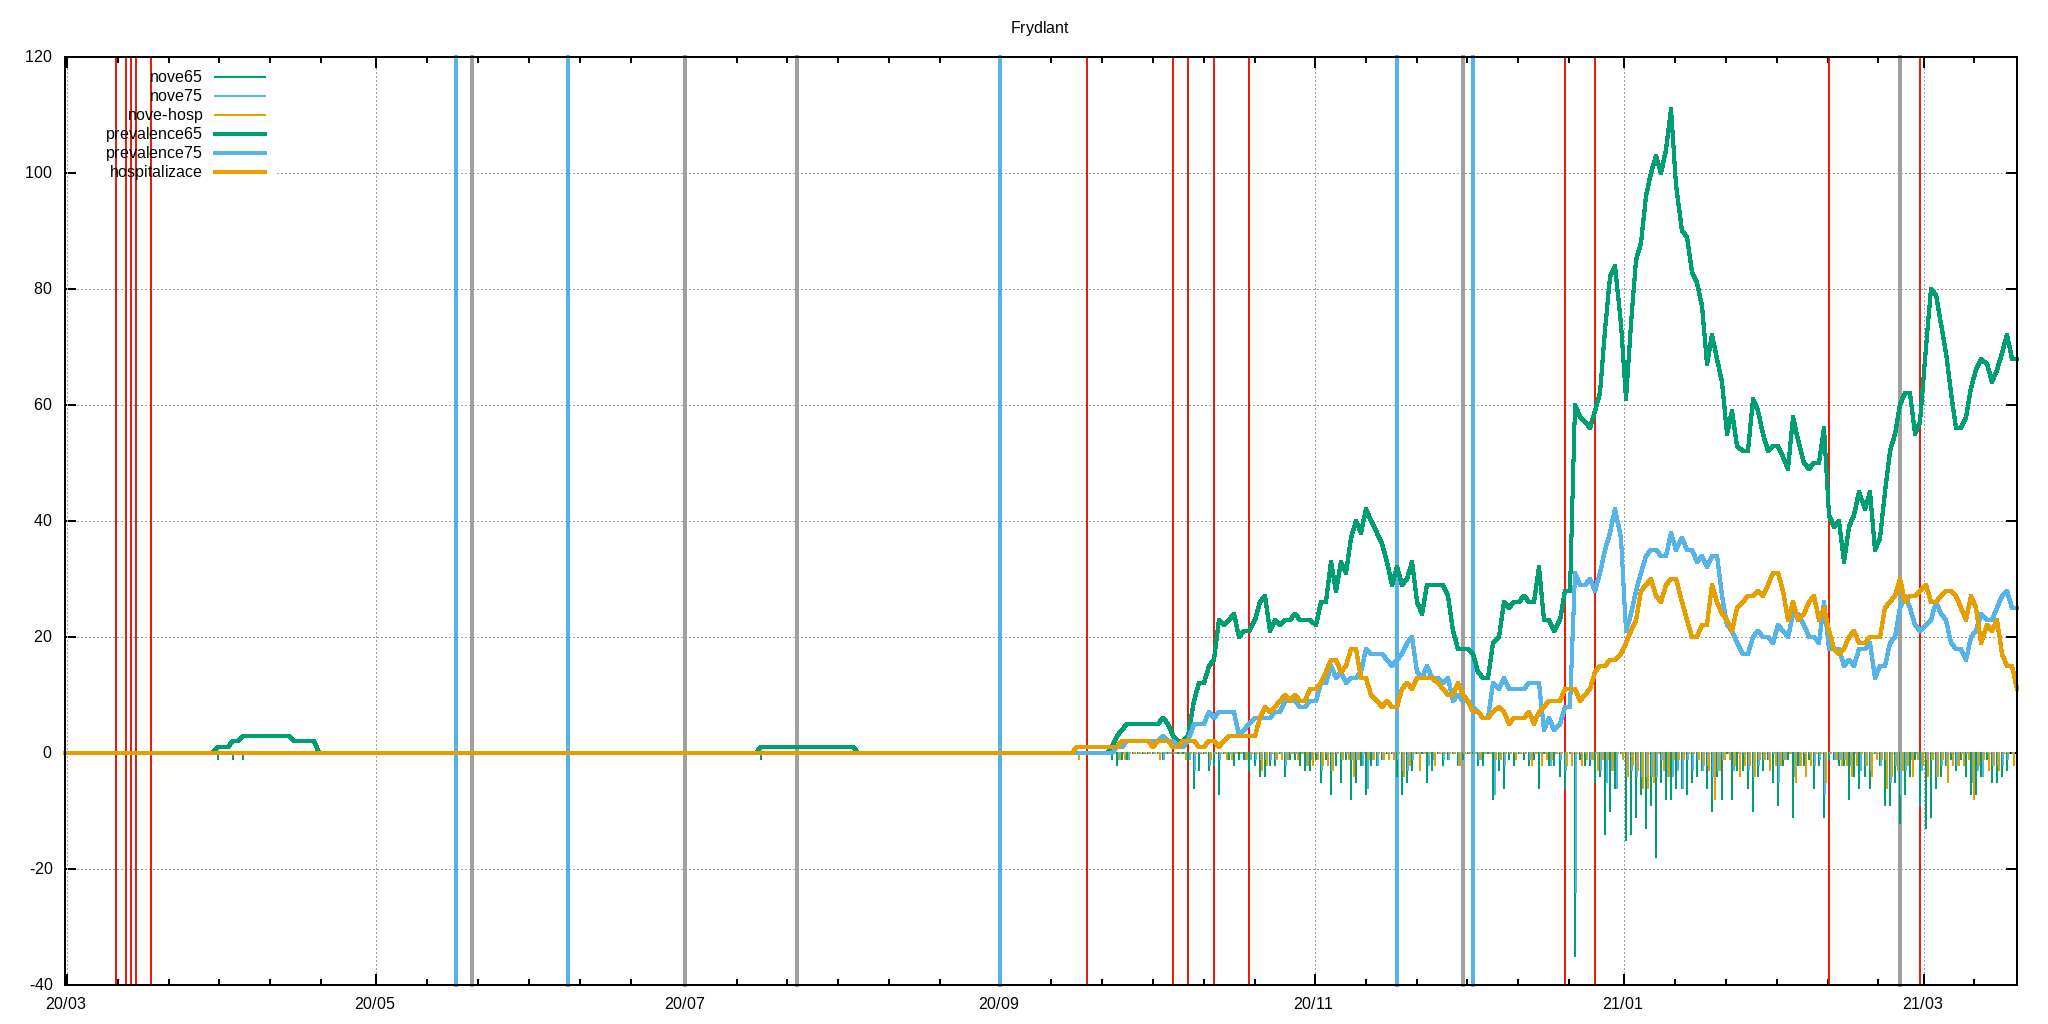 Frydlant
120
100
80
60
40
20
0
-20
-40
nove65
nove75
nove-hosp
prevalence65
prevalence75
hospitalizace
20/03 20/05 20/07 20/09 20/11 21/01 21/03